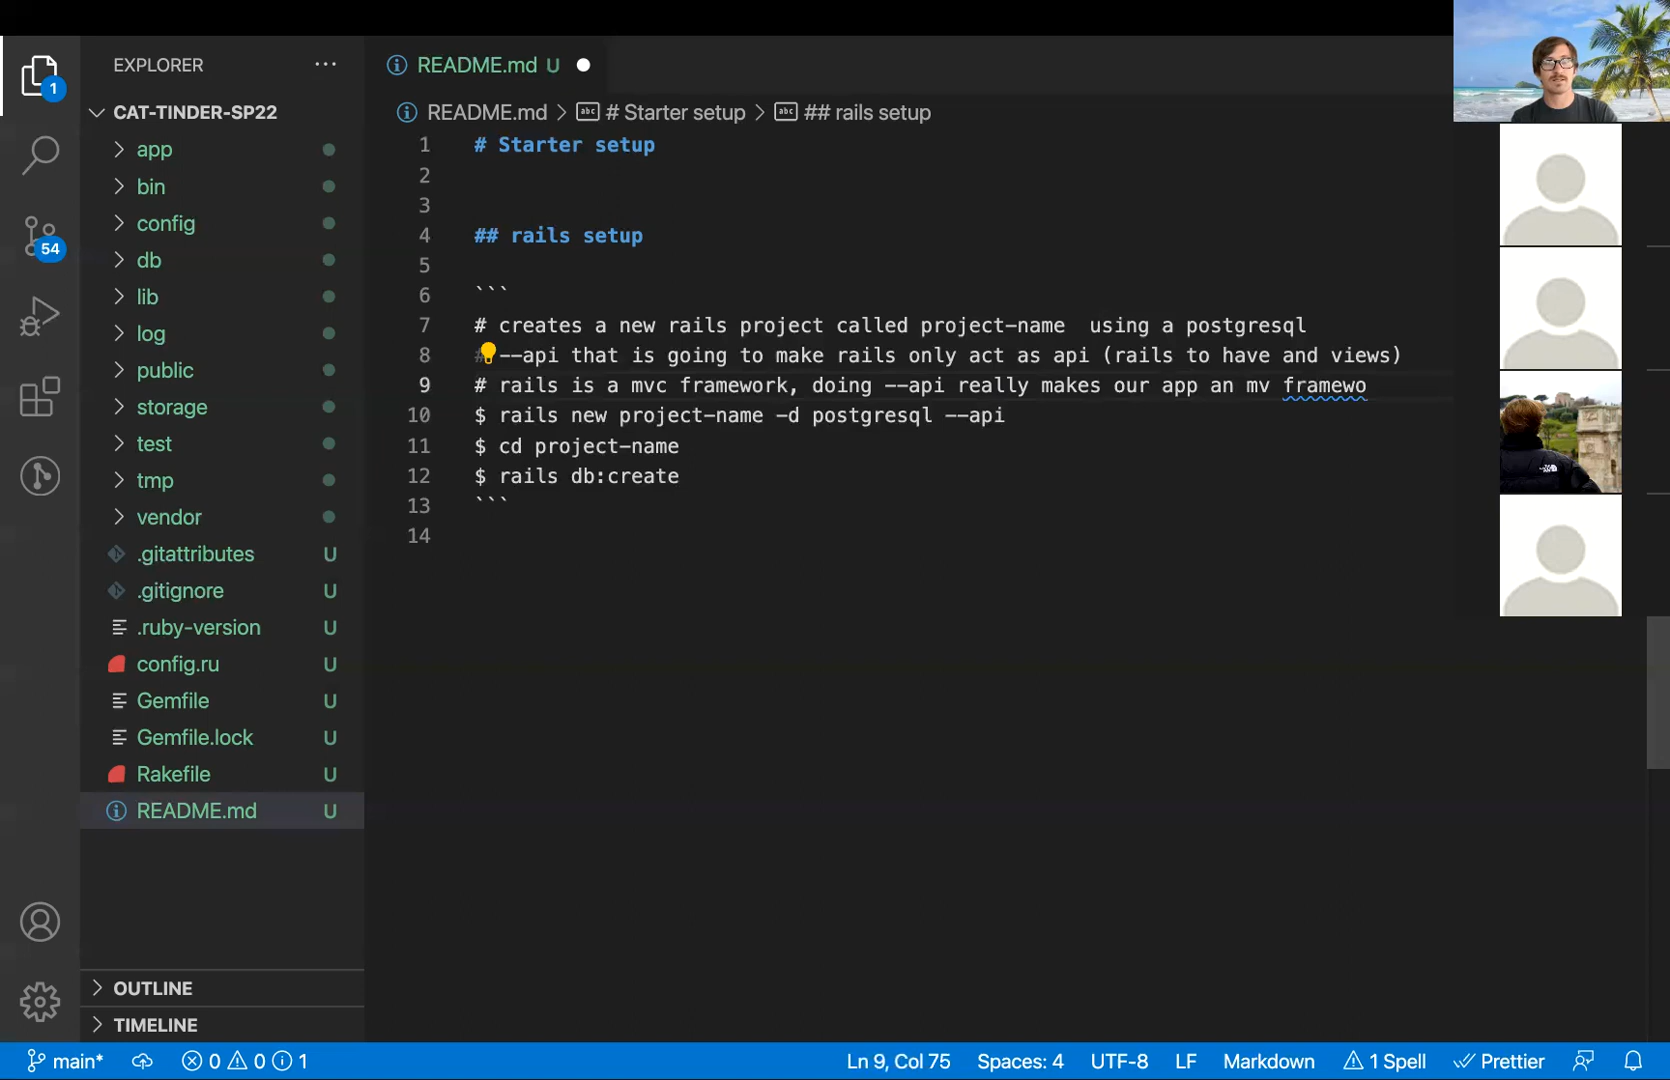 EXPLORER ···
README.md U
1
CAT-TINDER-SP22
README.md > # Starter setup > ## rails setup
app
bin
config
db
lib
log
public
storage
test
tmp
vendor
.gitattributes U
.gitignore U
.ruby-version U
config.ru U
Gemfile U
Gemfile.lock U
Rakefile U
README.md U
OUTLINE
TIMELINE
54
1 # Starter setup
2
3
4 ## rails setup
5
6 ```
7 # creates a new rails project called project-name  using a postgresql
8 # --api that is going to make rails only act as api (rails to have and views)
9 # rails is a mvc framework, doing --api really makes our app an mv framewo
10 $ rails new project-name -d postgresql --api
11 $ cd project-name
12 $ rails db:create
13 ```
14
main* 0 0 1 Ln 9, Col 75 Spaces: 4 UTF-8 LF Markdown 1 Spell Prettier